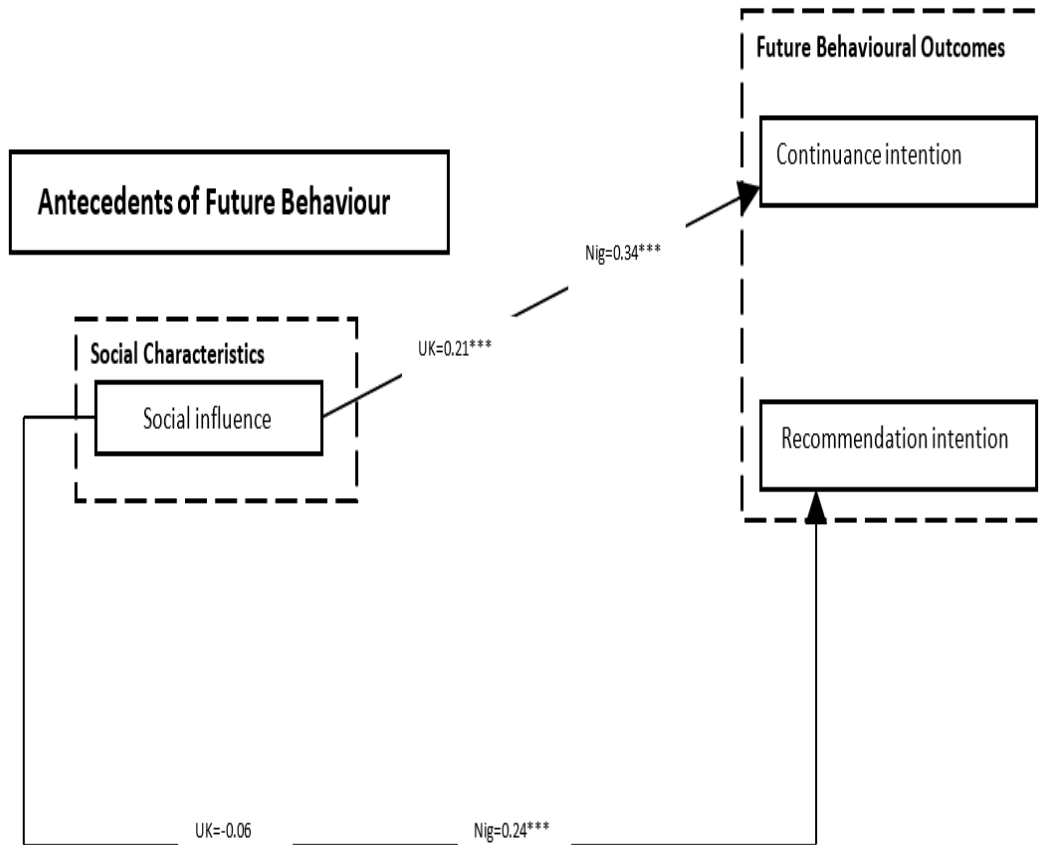 Future Behavioural Outcomes
Continuance intention
Antecedents of Future Behaviour
Nig=0.34***
Social Characteristics
UK=0.21***
Social influence
Recommendation intention
UK=-0.06
Nig=0.24***